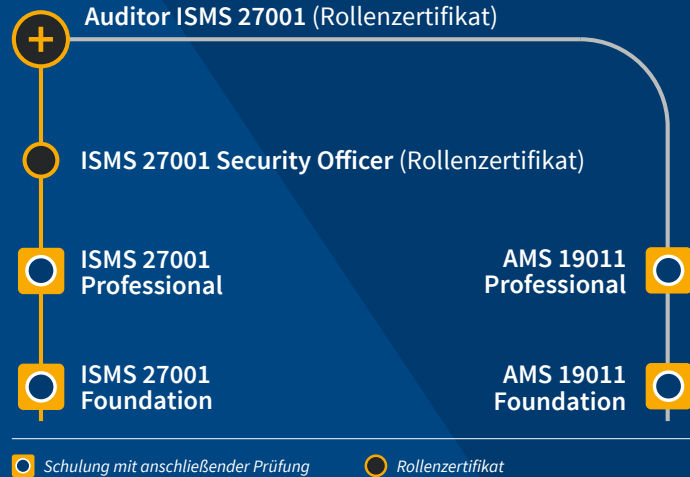 Auditor ISMS 27001 (Rollenzertifikat)
ISMS 27001 Security Officer (Rollenzertifikat)
ISMS 27001
Professional
AMS 19011
Professional
ISMS 27001
Foundation
AMS 19011
Foundation
Schulung mit anschließender Prüfung
Rollenzertifikat